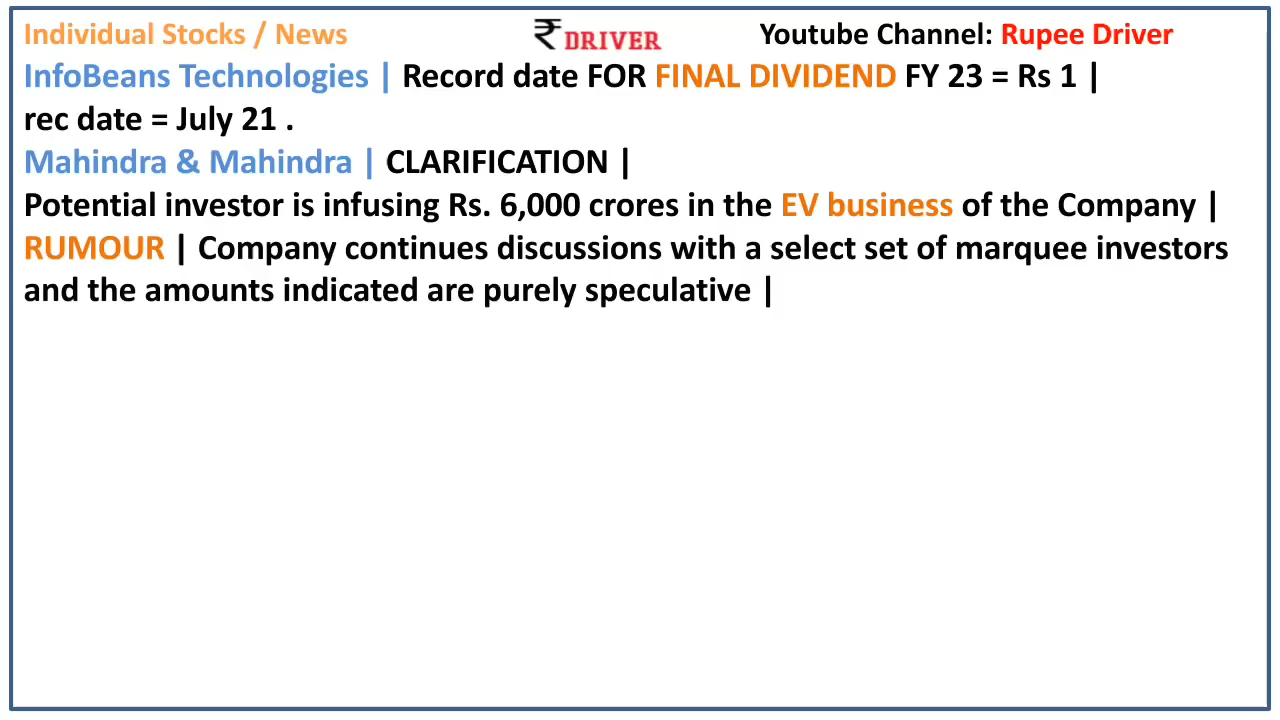 Individual Stocks / News ₹ DRIVER Youtube Channel: Rupee Driver
InfoBeans Technologies | Record date FOR FINAL DIVIDEND FY 23 = Rs 1 |
rec date = July 21 .
Mahindra & Mahindra | CLARIFICATION |
Potential investor is infusing Rs. 6,000 crores in the EV business of the Company |
RUMOUR | Company continues discussions with a select set of marquee investors
and the amounts indicated are purely speculative |